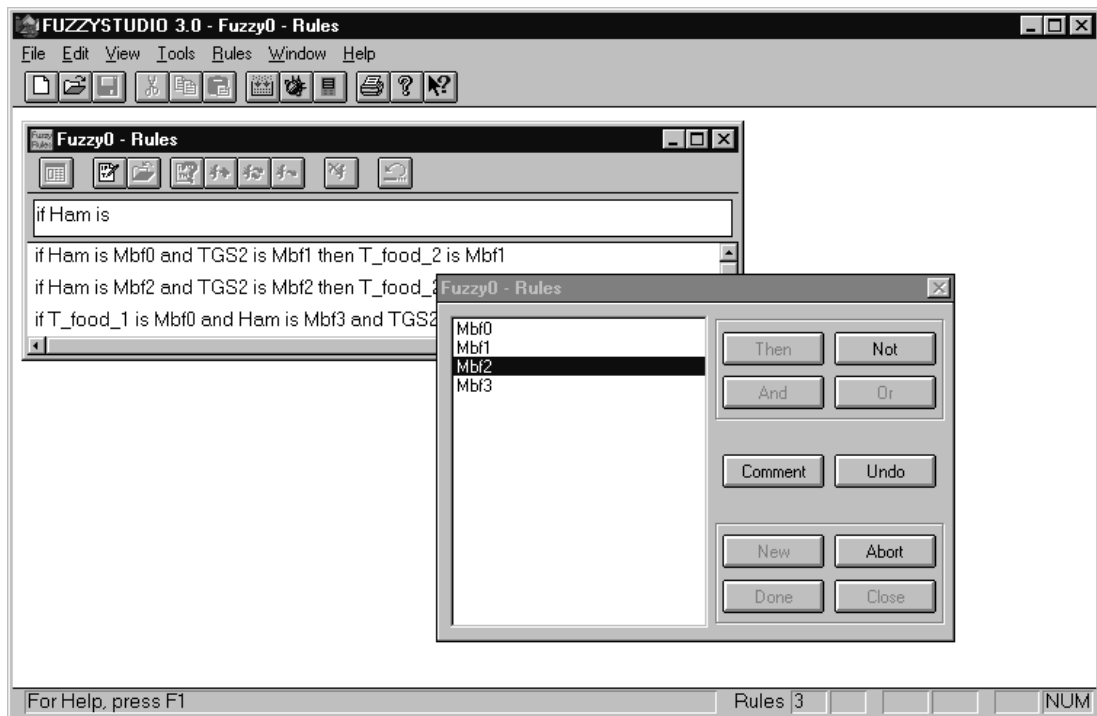 FUZZYSTUDIO 3.0 - Fuzzy0 - Rules
File Edit View Tools Rules Window Help
Fuzzy0 - Rules
if Ham is
if Ham is Mbf0 and TGS2 is Mbf1 then T_food_2 is Mbf1
if Ham is Mbf2 and TGS2 is Mbf2 then T_food_
if T_food_1 is Mbf0 and Ham is Mbf3 and TGS2
Fuzzy0 - Rules
Mbf0
Mbf1
Mbf2
Mbf3
Then Not
And Or
Comment Undo
New Abort
Done Close
For Help, press F1 Rules 3 NUM